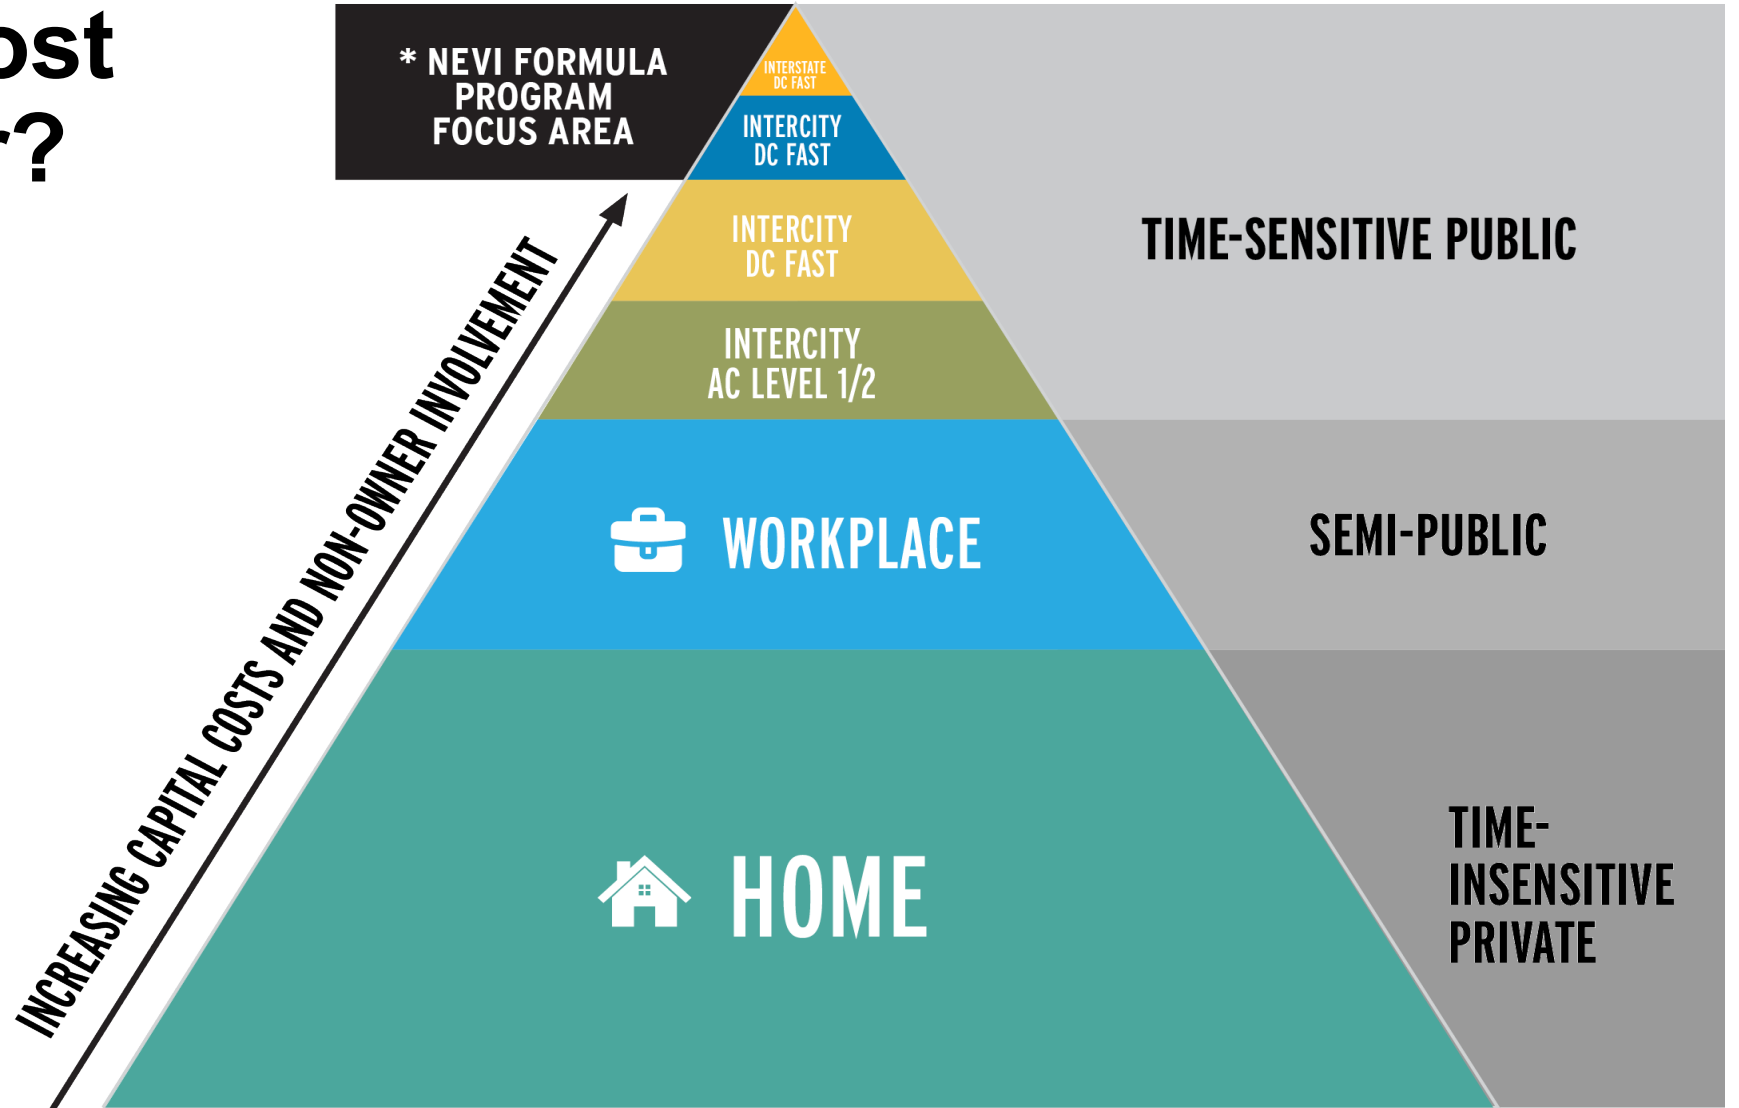 ost
r?
* NEVI FORMULA
PROGRAM
FOCUS AREA
INTERSTATE
DC FAST
INTERCITY
DC FAST
INTERCITY
DC FAST
INTERCITY
AC LEVEL 1/2
WORKPLACE
HOME
INCREASING CAPITAL COSTS AND NON-OWNER INVOLVEMENT
TIME-SENSITIVE PUBLIC
SEMI-PUBLIC
TIME-
INSENSITIVE
PRIVATE